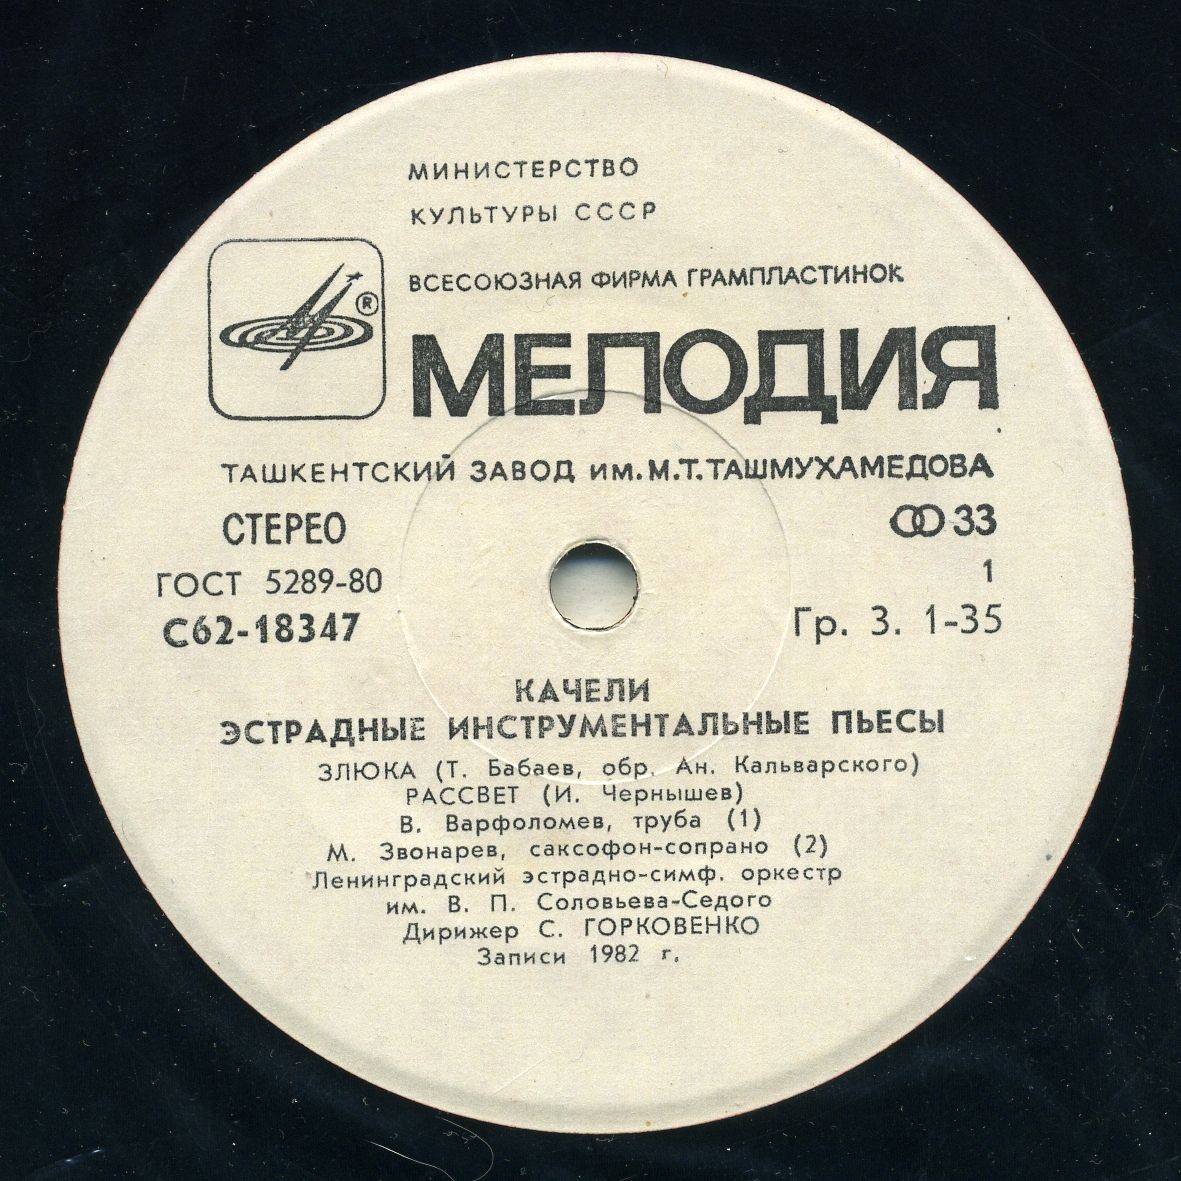 МИНИСТЕРСТВО
КУЛЬТУРЫ СССР
ВСЕСОЮЗНАЯ ФИРМА ГРАМПЛАСТИНОК
®
МЕЛОДИЯ
ТАШКЕНТСКИЙ ЗАВОД им. М.Т. ТАШМУХАМЕДОВА
СТЕРЕО 33
ГОСТ 5289-80 1
С62-18347 Гр. 3. 1-35
КАЧЕЛИ
ЭСТРАДНЫЕ ИНСТРУМЕНТАЛЬНЫЕ ПЬЕСЫ
ЗЛЮКА (Т. Бабаев, обр. Ан. Кальварского)
РАССВЕТ (И. Чернышев)
В. Варфоломев, труба (1)
М. Звонарев, саксофон-сопрано (2)
Ленинградский эстрадно-симф. оркестр
им. В. П. Соловьева-Седого
Дирижер С. ГОРКОВЕНКО
Записи 1982 г.